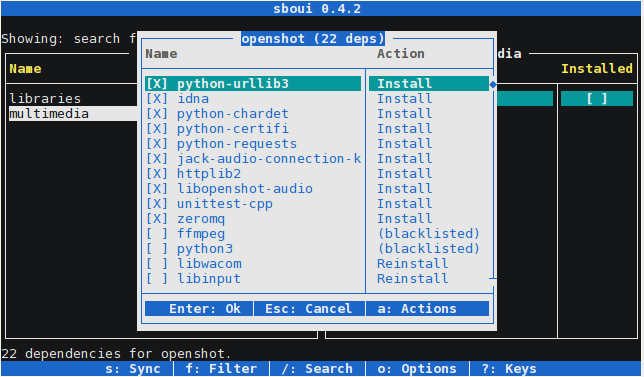 sboui 0.4.2
openshot (22 deps)
Showing: search f
Name Action
dia
Name Installed
[X] python-urllib3 Install
libraries [X] idna Install [ ]
multimedia [X] python-chardet Install
[X] python-certifi Install
[X] python-requests Install
[X] jack-audio-connection-k Install
[X] httplib2 Install
[X] libopenshot-audio Install
[X] unittest-cpp Install
[X] zeromq Install
[ ] ffmpeg (blacklisted)
[ ] python3 (blacklisted)
[ ] libwacom Reinstall
[ ] libinput Reinstall
Enter: Ok Esc: Cancel a: Actions
22 dependencies for openshot.
s: Sync f: Filter /: Search o: Options ?: Keys